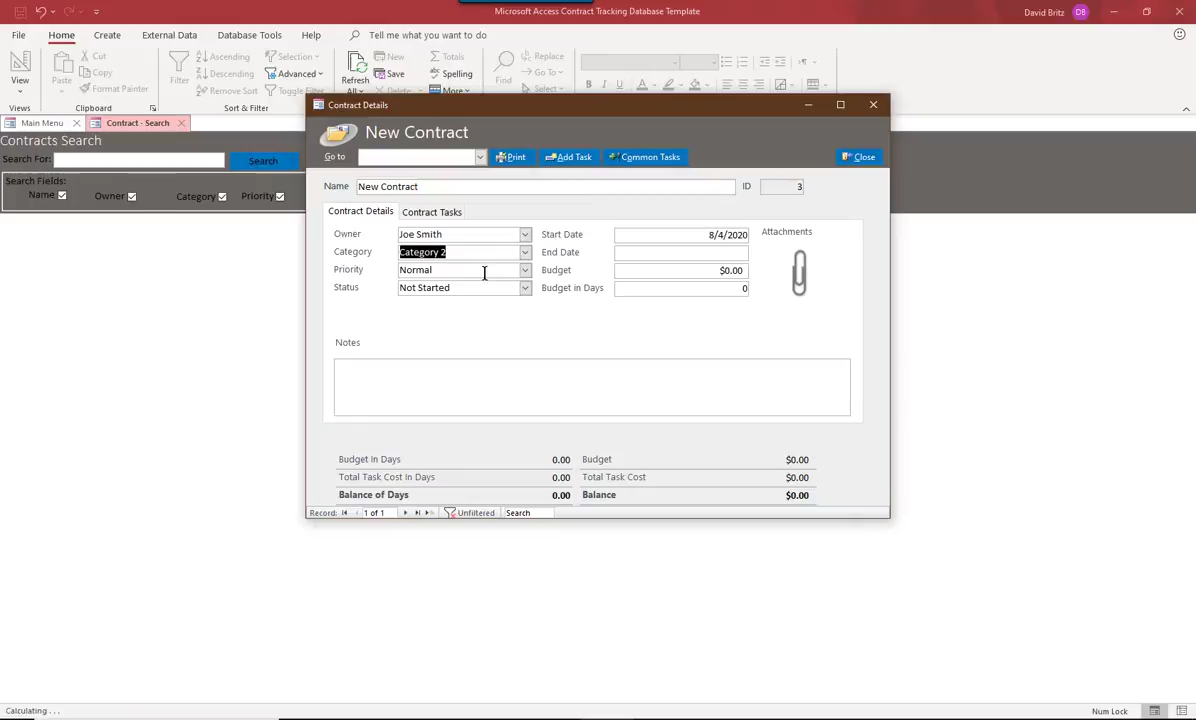 Microsoft Access Contract Tracking Database Template
David Britz DB
File Home Create External Data Database Tools Help Tell me what you want to do
View
Views
Paste
Cut
Copy
Format Painter
Clipboard
Filter
Ascending
Descending
Remove Sort
Selection
Advanced
Toggle Filter
Sort & Filter
Refresh
All
New
Save
Delete
Totals
Spelling
More
Find
Replace
Go To
Select
B I U A
Main Menu
Contract - Search
Contracts Search
Search For:
Search
Search Fields:
Name Owner Category Priority
Contract Details
New Contract
Go to Print Add Task Common Tasks Close
Name New Contract ID 3
Contract Details Contract Tasks
Owner Joe Smith Start Date 8/4/2020 Attachments
Category Category 2 End Date
Priority Normal Budget $0.00
Status Not Started Budget in Days 0
Notes
Budget In Days 0.00 Budget $0.00
Total Task Cost In Days 0.00 Total Task Cost $0.00
Balance of Days 0.00 Balance $0.00
Record: 1 of 1 Unfiltered Search
Calculating . . .
Num Lock